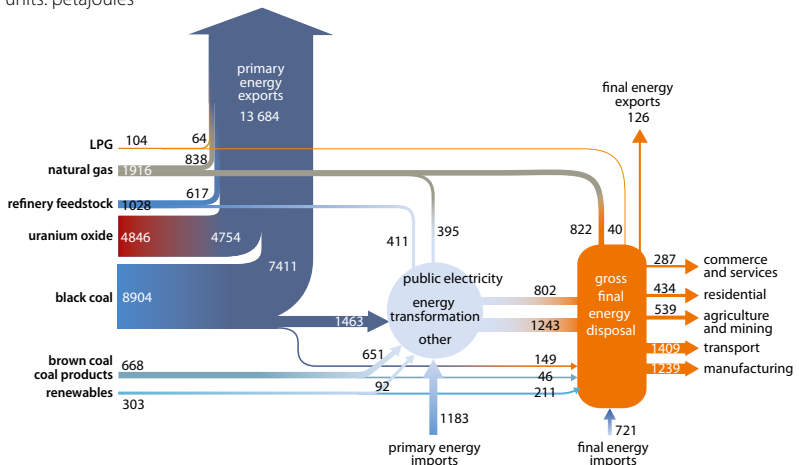 units: petajoules
primary
energy
exports
13 684
final energy
exports
126
LPG
104
64
natural gas
1916
838
refinery feedstock
1028
617
uranium oxide
4846
4754
411
395
822
40
7411
black coal
8904
1463
public electricity
energy
transformation
other
802
1243
gross
final
energy
disposal
287
commerce
and services
434
residential
539
agriculture
and mining
1409
transport
1239
manufacturing
brown coal
coal products
668
651
149
46
renewables
303
92
211
1183
primary energy
imports
721
final energy
imports